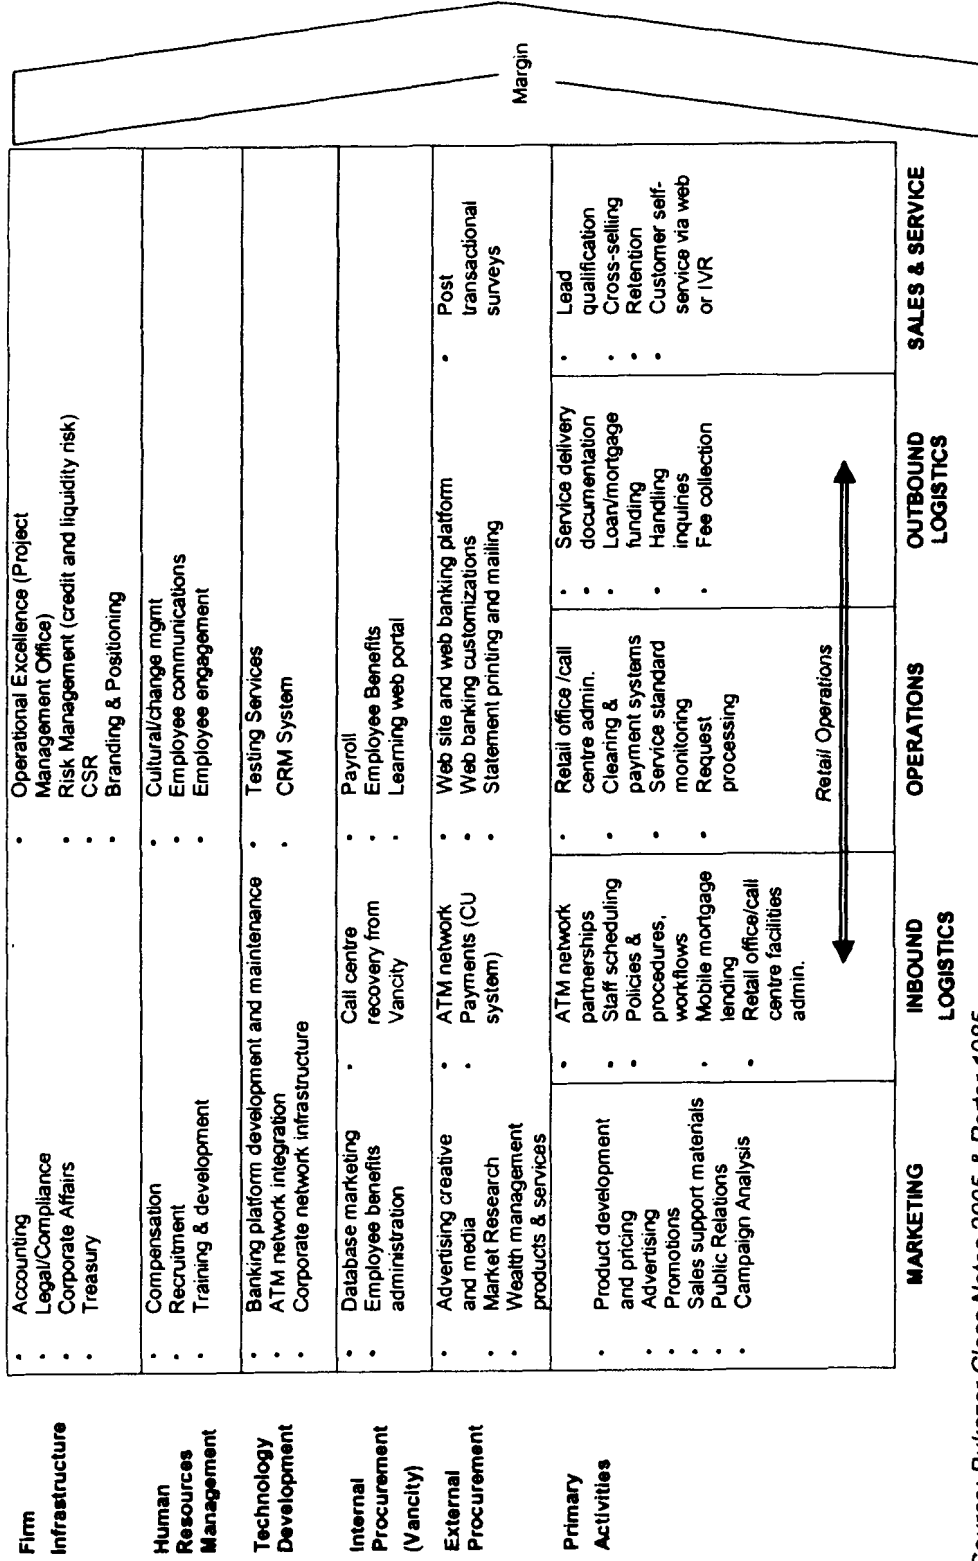 Firm
Infrastructure
Accounting
Legal/Compliance
Corporate Affairs
Treasury
Operational Excellence (Project
Management Office)
Risk Management (credit and liquidity risk)
CSR
Branding & Positioning
Human
Resources
Management
Compensation
Recruitment
Training & development
Cultural/change mgmt
Employee communications
Employee engagement
Technology
Development
Banking platform development and maintenance
ATM network integration
Corporate network infrastructure
Testing Services
CRM System
Internal
Procurement
(Vancity)
Database marketing
Employee benefits
administration
Call centre
recovery from
Vancity
Payroll
Employee Benefits
Learning web portal
External
Procurement
Advertising creative
and media
Market Research
Wealth management
products & services
ATM network
Payments (CU
system)
Web site and web banking platform
Web banking customizations
Statement printing and mailing
Post
transactional
surveys
Margin
Primary
Activities
Product development
and pricing
Advertising
Promotions
Sales support materials
Public Relations
Campaign Analysis
ATM network
partnerships
Staff scheduling
Policies &
procedures,
workflows
Mobile mortgage
lending
Retail office/call
centre facilities
admin.
Retail office /call
centre admin.
Clearing &
payment systems
Service standard
monitoring
Request
processing
Service delivery
documentation
Loan/mortgage
funding
Handling
inquiries
Fee collection
Lead
qualification
Cross-selling
Retention
Customer self-
service via web
or IVR
Retail Operations
MARKETING
INBOUND
LOGISTICS
OPERATIONS
OUTBOUND
LOGISTICS
SALES & SERVICE
Class Notes 2005 & Porter 1985